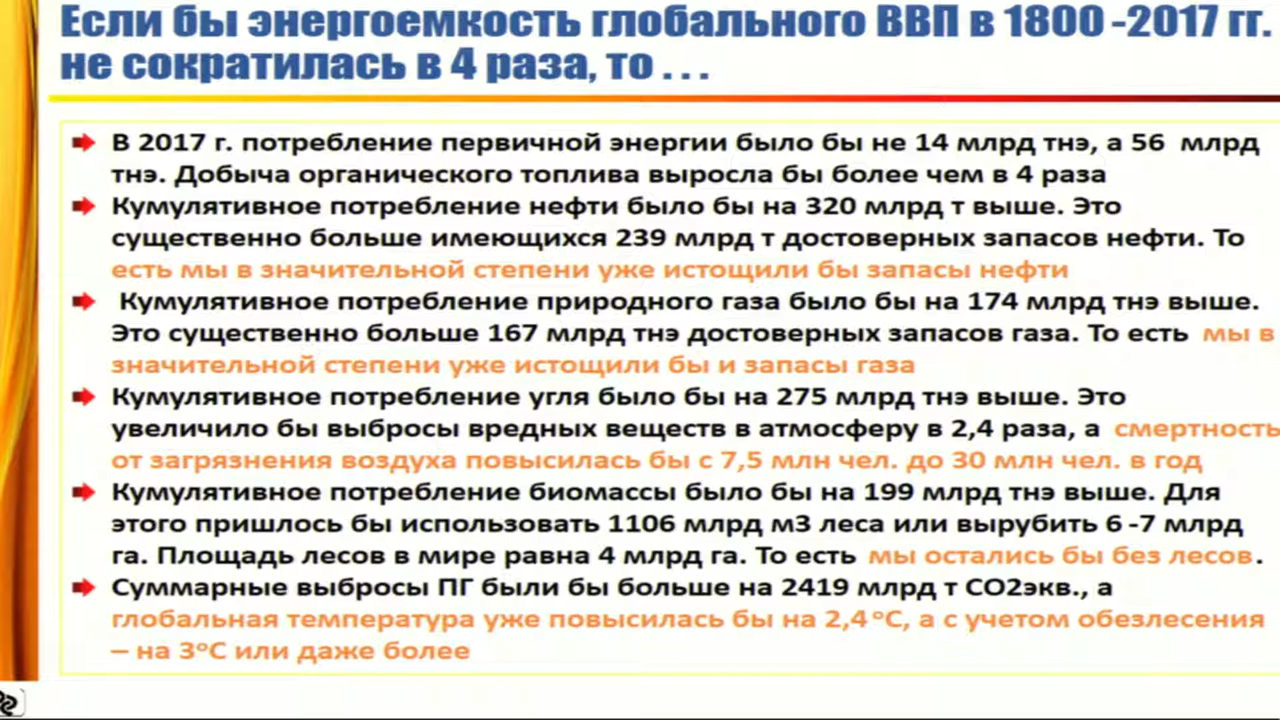 Если бы энергоемкость глобального ВВП в 1800 -2017 гг.
не сократилась в 4 раза, то . . .
В 2017 г. потребление первичной энергии было бы не 14 млрд тнэ, а 56 млрд
тнэ. Добыча органического топлива выросла бы более чем в 4 раза
Кумулятивное потребление нефти было бы на 320 млрд т выше. Это
существенно больше имеющихся 239 млрд т достоверных запасов нефти. То
есть мы в значительной степени уже истощили бы запасы нефти
Кумулятивное потребление природного газа было бы на 174 млрд тнэ выше.
Это существенно больше 167 млрд тнэ достоверных запасов газа. То есть мы в
значительной степени уже истощили бы и запасы газа
Кумулятивное потребление угля было бы на 275 млрд тнэ выше. Это
увеличило бы выбросы вредных веществ в атмосферу в 2,4 раза, а смертность
от загрязнения воздуха повысилась бы с 7,5 млн чел. до 30 млн чел. в год
Кумулятивное потребление биомассы было бы на 199 млрд тнэ выше. Для
этого пришлось бы использовать 1106 млрд м3 леса или вырубить 6 -7 млрд
га. Площадь лесов в мире равна 4 млрд га. То есть мы остались бы без лесов.
Суммарные выбросы ПГ были бы больше на 2419 млрд т СО2экв., а
глобальная температура уже повысилась бы на 2,4 ᵒС, а с учетом обезлесения
– на 3ᵒС или даже более